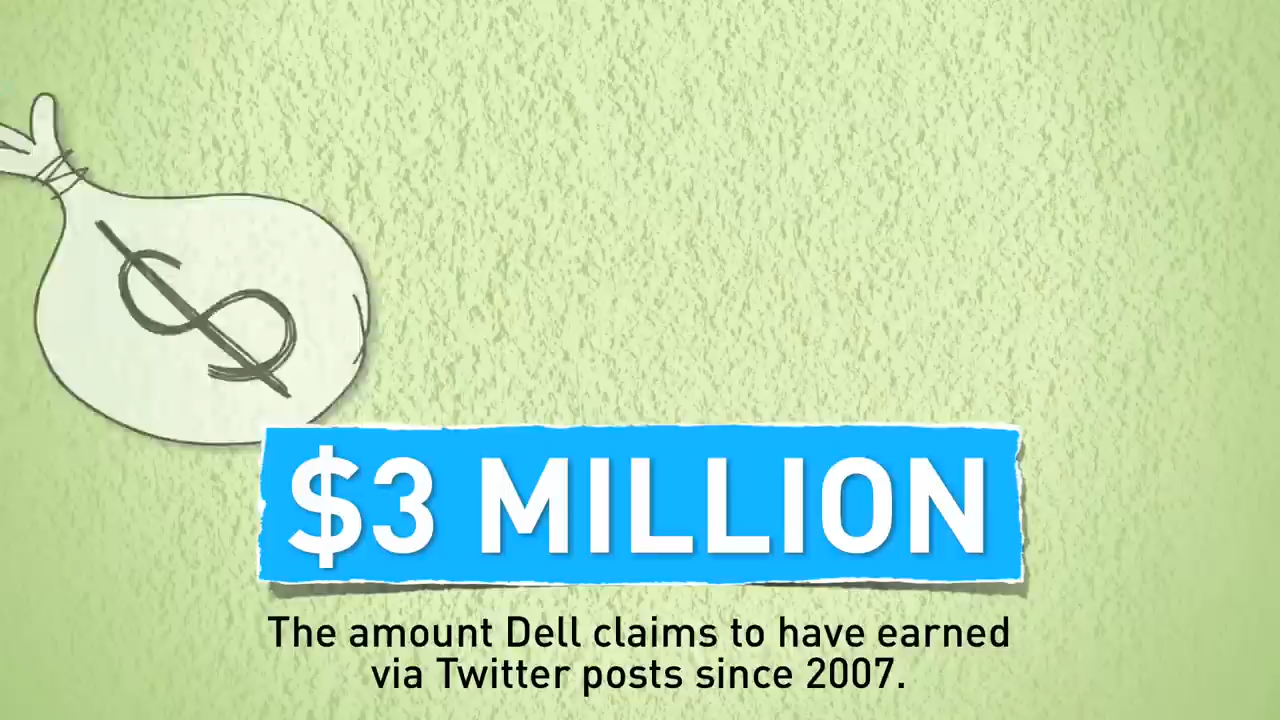 $
$3 MILLION
The amount Dell claims to have earned
via Twitter posts since 2007.